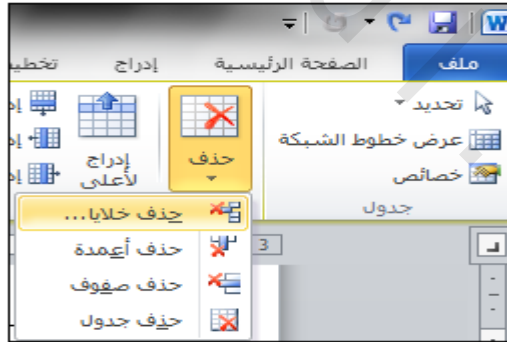 W
ملف الصفحة الرئيسية إدراج
تحديد
عرض خطوط الشبكة
خصائص
جدول
حذف
إدراج
لأعلى
حذف خلايا...
حذف أعمدة
حذف صفوف
حذف جدول
3